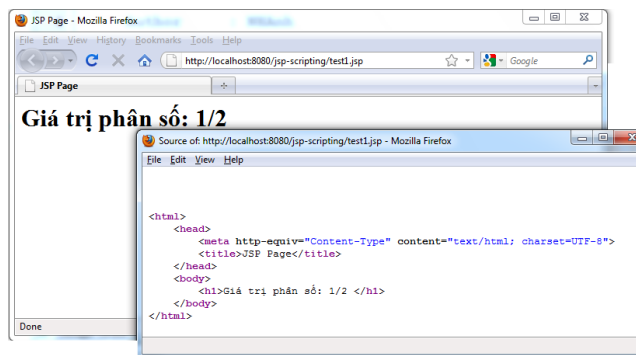 JSP Page - Mozilla Firefox
File Edit View History Bookmarks Tools Help
http://localhost:8080/jsp-scripting/test1.jsp
Google
JSP Page
Giá trị phân số: 1/2
Source of: http://localhost:8080/jsp-scripting/test1.jsp - Mozilla Firefox
File Edit View Help
<html>
<head>
<meta http-equiv="Content-Type" content="text/html; charset=UTF-8">
<title>JSP Page</title>
</head>
<body>
<h1>Giá trị phân số: 1/2 </h1>
</body>
</html>
Done